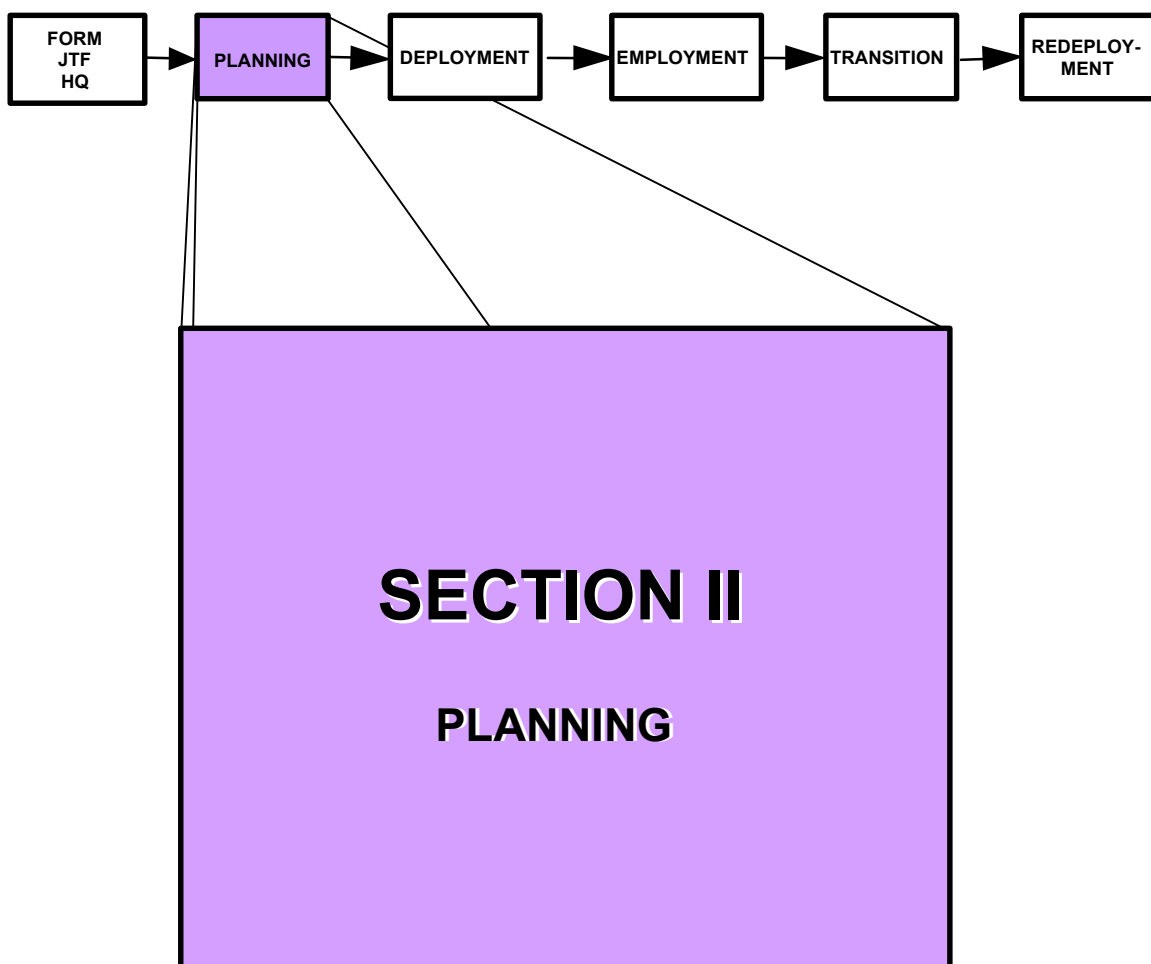 FORM
JTF
HQ
PLANNING
DEPLOYMENT
EMPLOYMENT
TRANSITION
REDEPLOY-
MENT
SECTION II
PLANNING